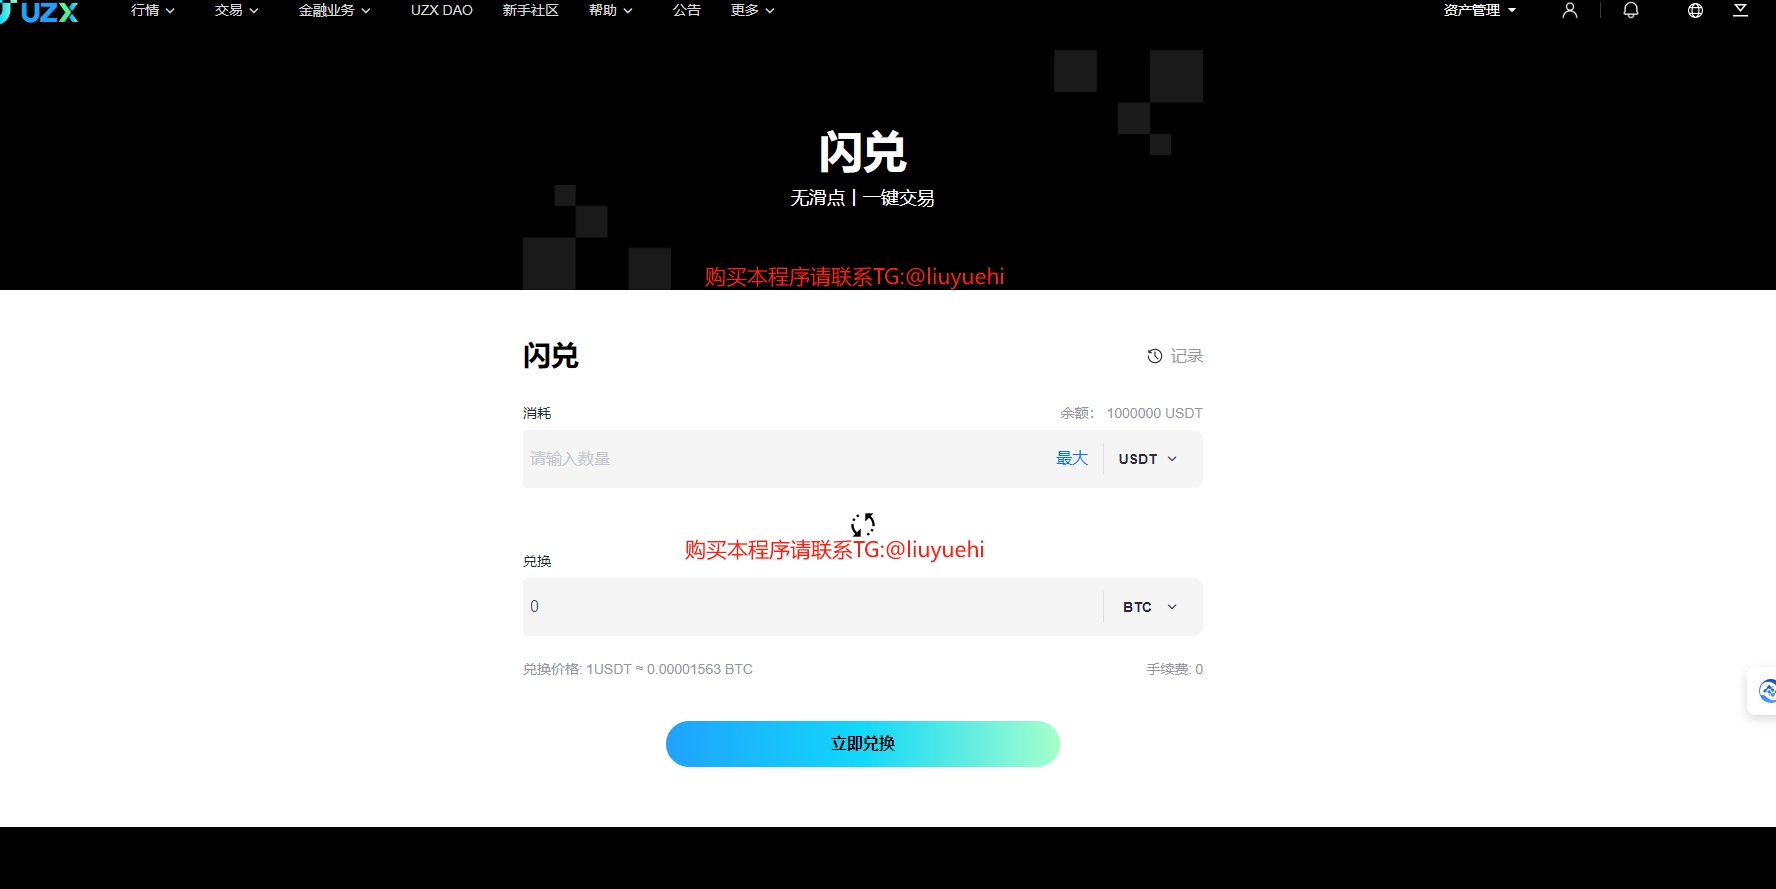 UZX 行情 交易 金融业务 UZX DAO 新手社区 帮助 公告 更多 资产管理
闪兑
无滑点 | 一键交易
购买本程序请联系TG:@liuyuehi
闪兑 记录
消耗 余额: 1000000 USDT
请输入数量 最大 USDT
购买本程序请联系TG:@liuyuehi
兑换
0 BTC
兑换价格: 1USDT ≈ 0.00001563 BTC 手续费: 0
立即兑换